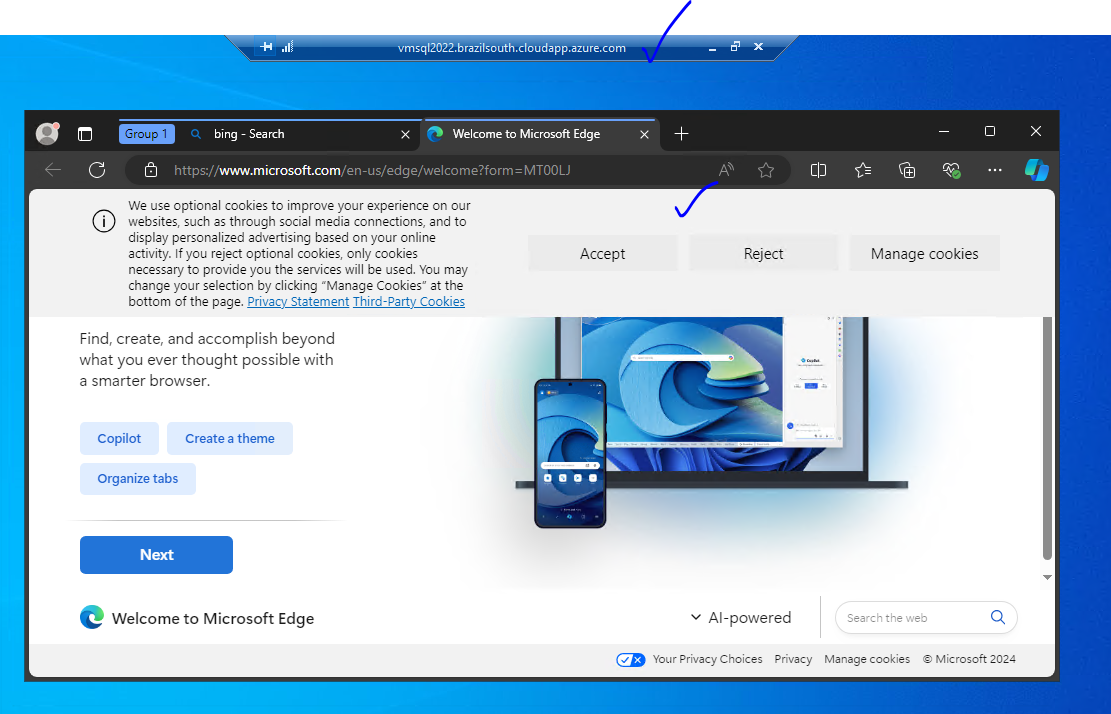 vmsql2022.brazilsouth.cloudapp.azure.com
Group 1
bing - Search
Welcome to Microsoft Edge
https://www.microsoft.com/en-us/edge/welcome?form=MT00LJ
We use optional cookies to improve your experience on our
websites, such as through social media connections, and to
display personalized advertising based on your online
activity. If you reject optional cookies, only cookies
necessary to provide you the services will be used. You may
change your selection by clicking “Manage Cookies” at the
bottom of the page. Privacy Statement Third-Party Cookies
Accept
Reject
Manage cookies
Find, create, and accomplish beyond
what you ever thought possible with
a smarter browser.
Copilot
Create a theme
Organize tabs
Next
Welcome to Microsoft Edge
AI-powered
Search the web
Your Privacy Choices
Privacy
Manage cookies
© Microsoft 2024